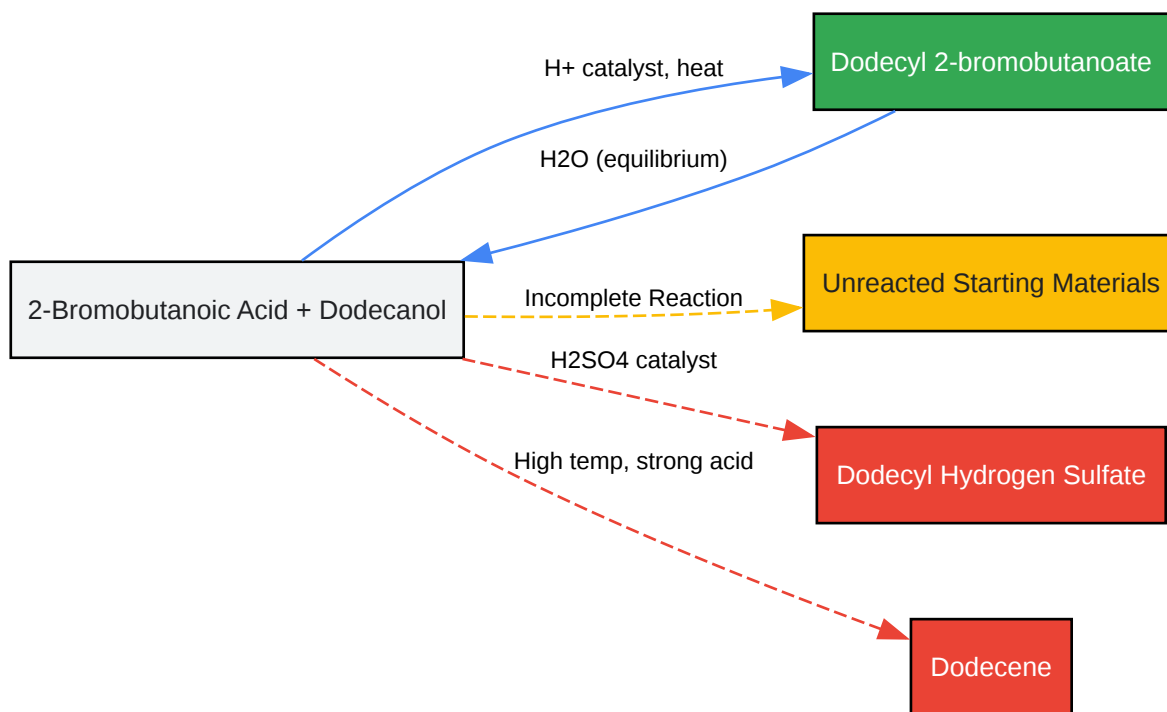 H+ catalyst, heat
Dodecyl 2-bromobutanoate
H2O (equilibrium)
2-Bromobutanoic Acid + Dodecanol
Incomplete Reaction
Unreacted Starting Materials
H2SO4 catalyst
Dodecyl Hydrogen Sulfate
High temp, strong acid
Dodecene